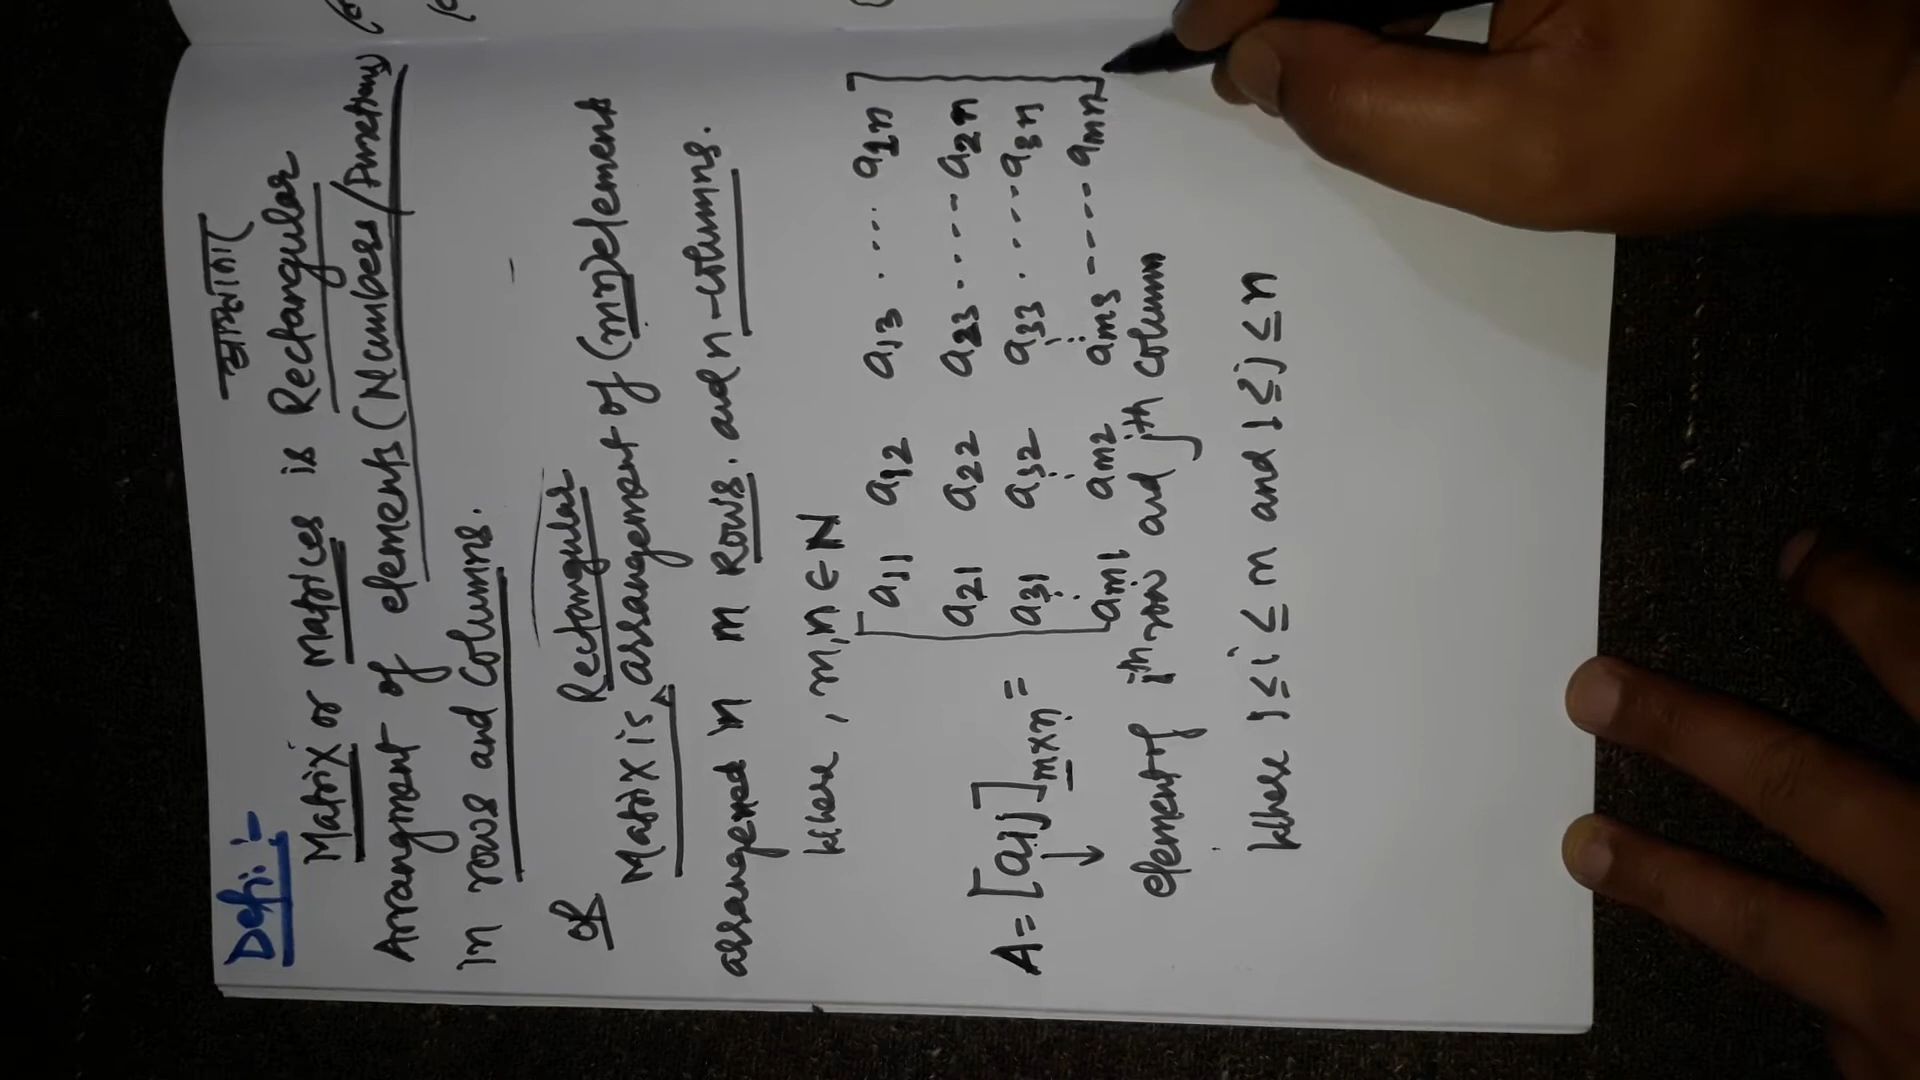 Defn:-
आयताकार
Matrix or matrices is Rectangular
Arrangment of elements (Numbers/Functions)
in rows and columns.
OR
Rectangular
Matrix is arrangement of (mn) element
arranged in m rows. and n-columns.
where, m,n ∈ N
A = [aij]m×n = [a11 a12 a13 .... a1n
a21 a22 a23 ..... a2n
a31 a32 a33 ..... a3n
am1 am2 am3 ..... amn]
element of ith row and jth column
where 1 ≤ i ≤ m and 1 ≤ j ≤ n